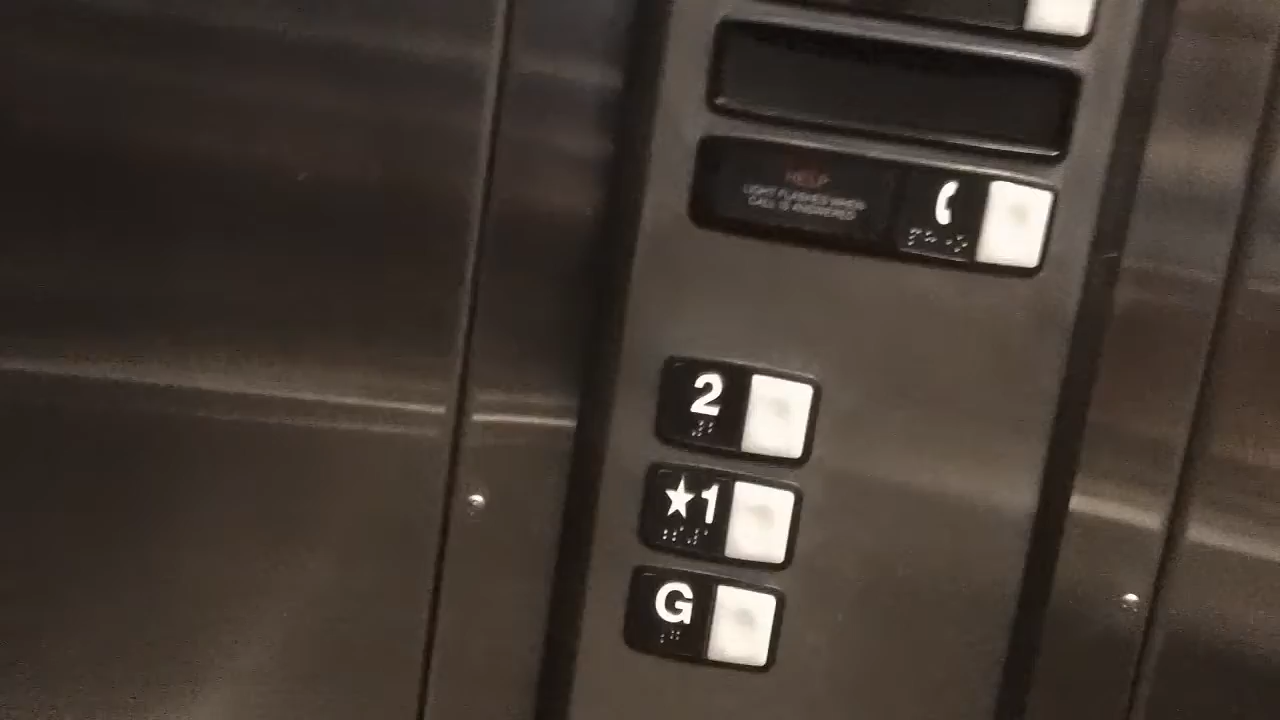 HELP
LIGHT FLASHES WHEN
CALL IS ANSWERED
2
★1
G